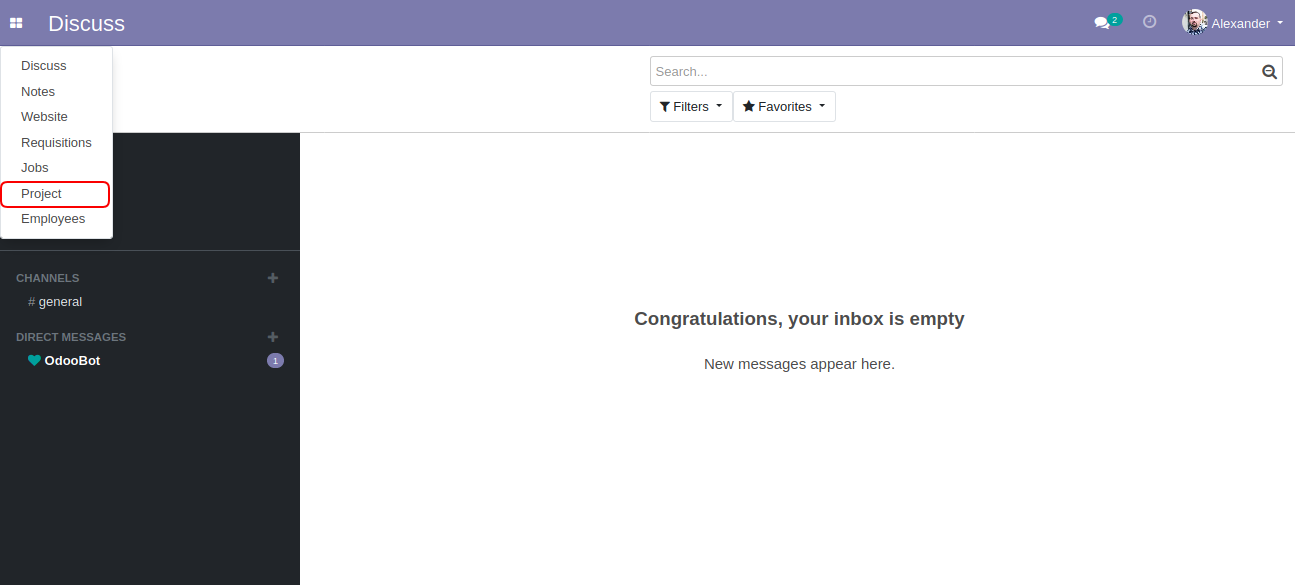 Discuss
2
Alexander
Discuss
Notes
Website
Requisitions
Jobs
Project
Employees
Search...
Filters
Favorites
CHANNELS
# general
DIRECT MESSAGES
OdooBot
1
Congratulations, your inbox is empty
New messages appear here.